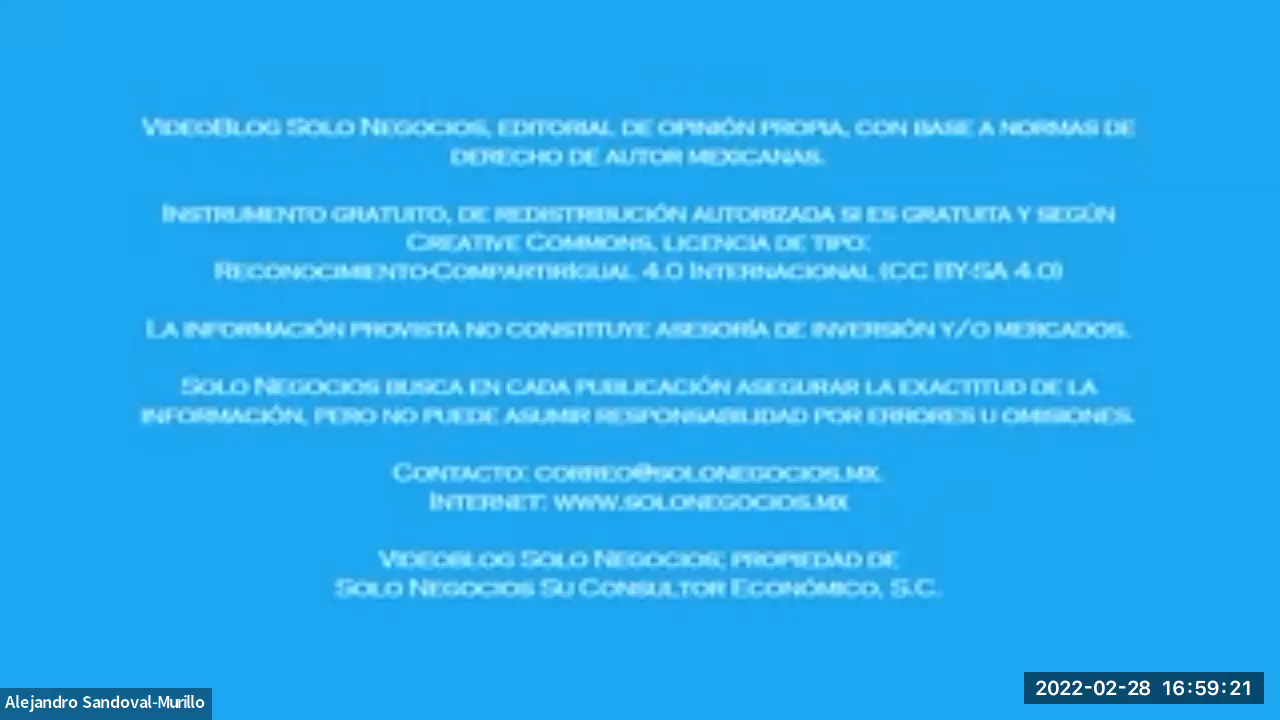 VideoBlog Solo Negocios, editorial de opinión propia, con base a normas de
derecho de autor mexicanas.
Instrumento gratuito, de redistribución autorizada si es gratuita y según
Creative Commons, licencia de tipo:
Reconocimiento-CompartirIgual 4.0 Internacional (CC BY-SA 4.0)
La información provista no constituye asesoría de inversión y/o mercados.
Solo Negocios busca en cada publicación asegurar la exactitud de la
información, pero no puede asumir responsabilidad por errores u omisiones.
Contacto: correo@solonegocios.mx
Internet: www.solonegocios.mx
Videoblog Solo Negocios; propiedad de
Solo Negocios Su Consultor Económico, S.C.
Alejandro Sandoval-Murillo
2022-02-28 16:59:21